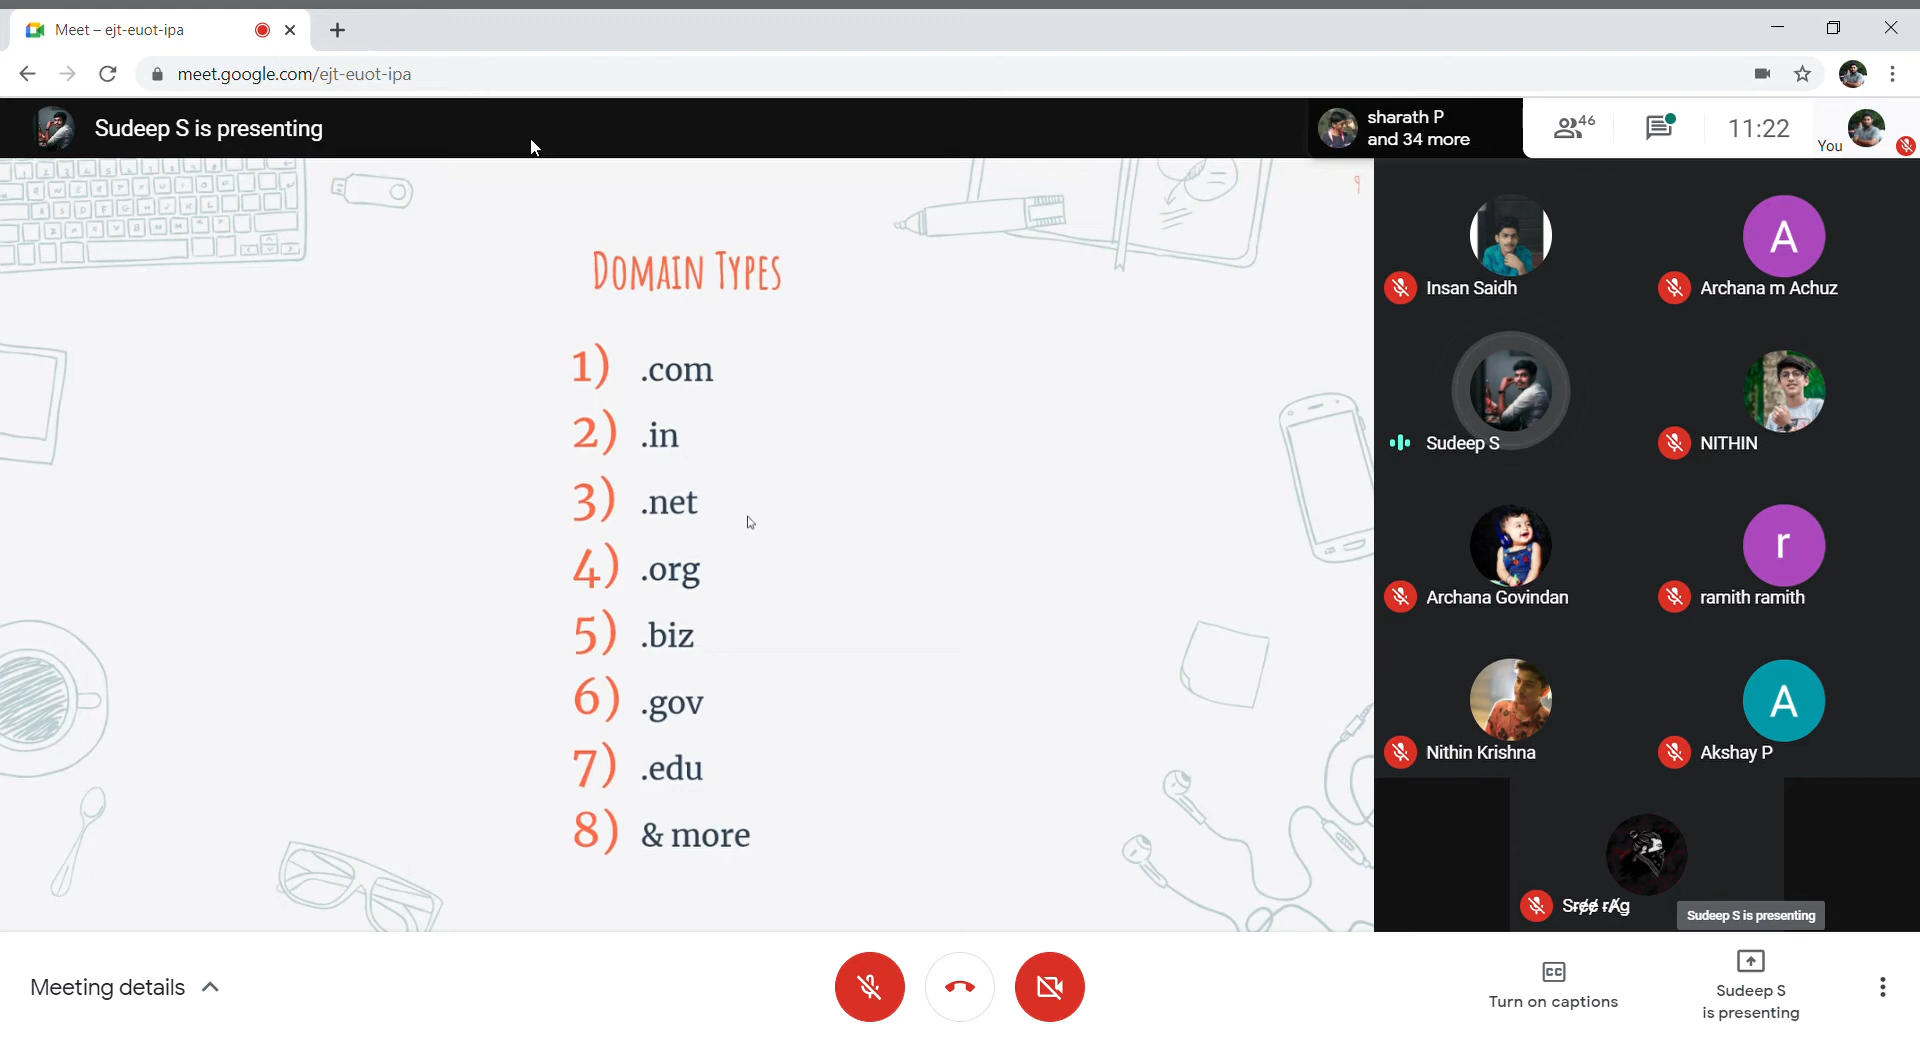 Meet – ejt-euot-ipa
meet.google.com/ejt-euot-ipa
Sudeep S is presenting
sharath P
and 34 more
46
11:22
You
9
Domain Types
1) .com
2) .in
3) .net
4) .org
5) .biz
6) .gov
7) .edu
8) & more
Insan Saidh
A
Archana m Achuz
Sudeep S
NITHIN
Archana Govindan
r
ramith ramith
Nithin Krishna
A
Akshay P
Sudeep S is presenting
Meeting details
CC
Turn on captions
Sudeep S
is presenting